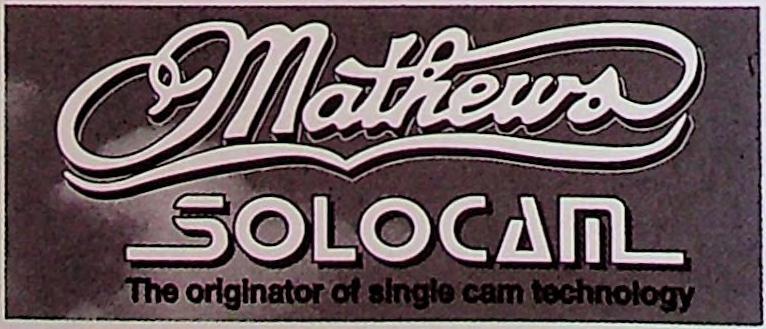 Mathews
SOLOCAM
The originator of single cam technology